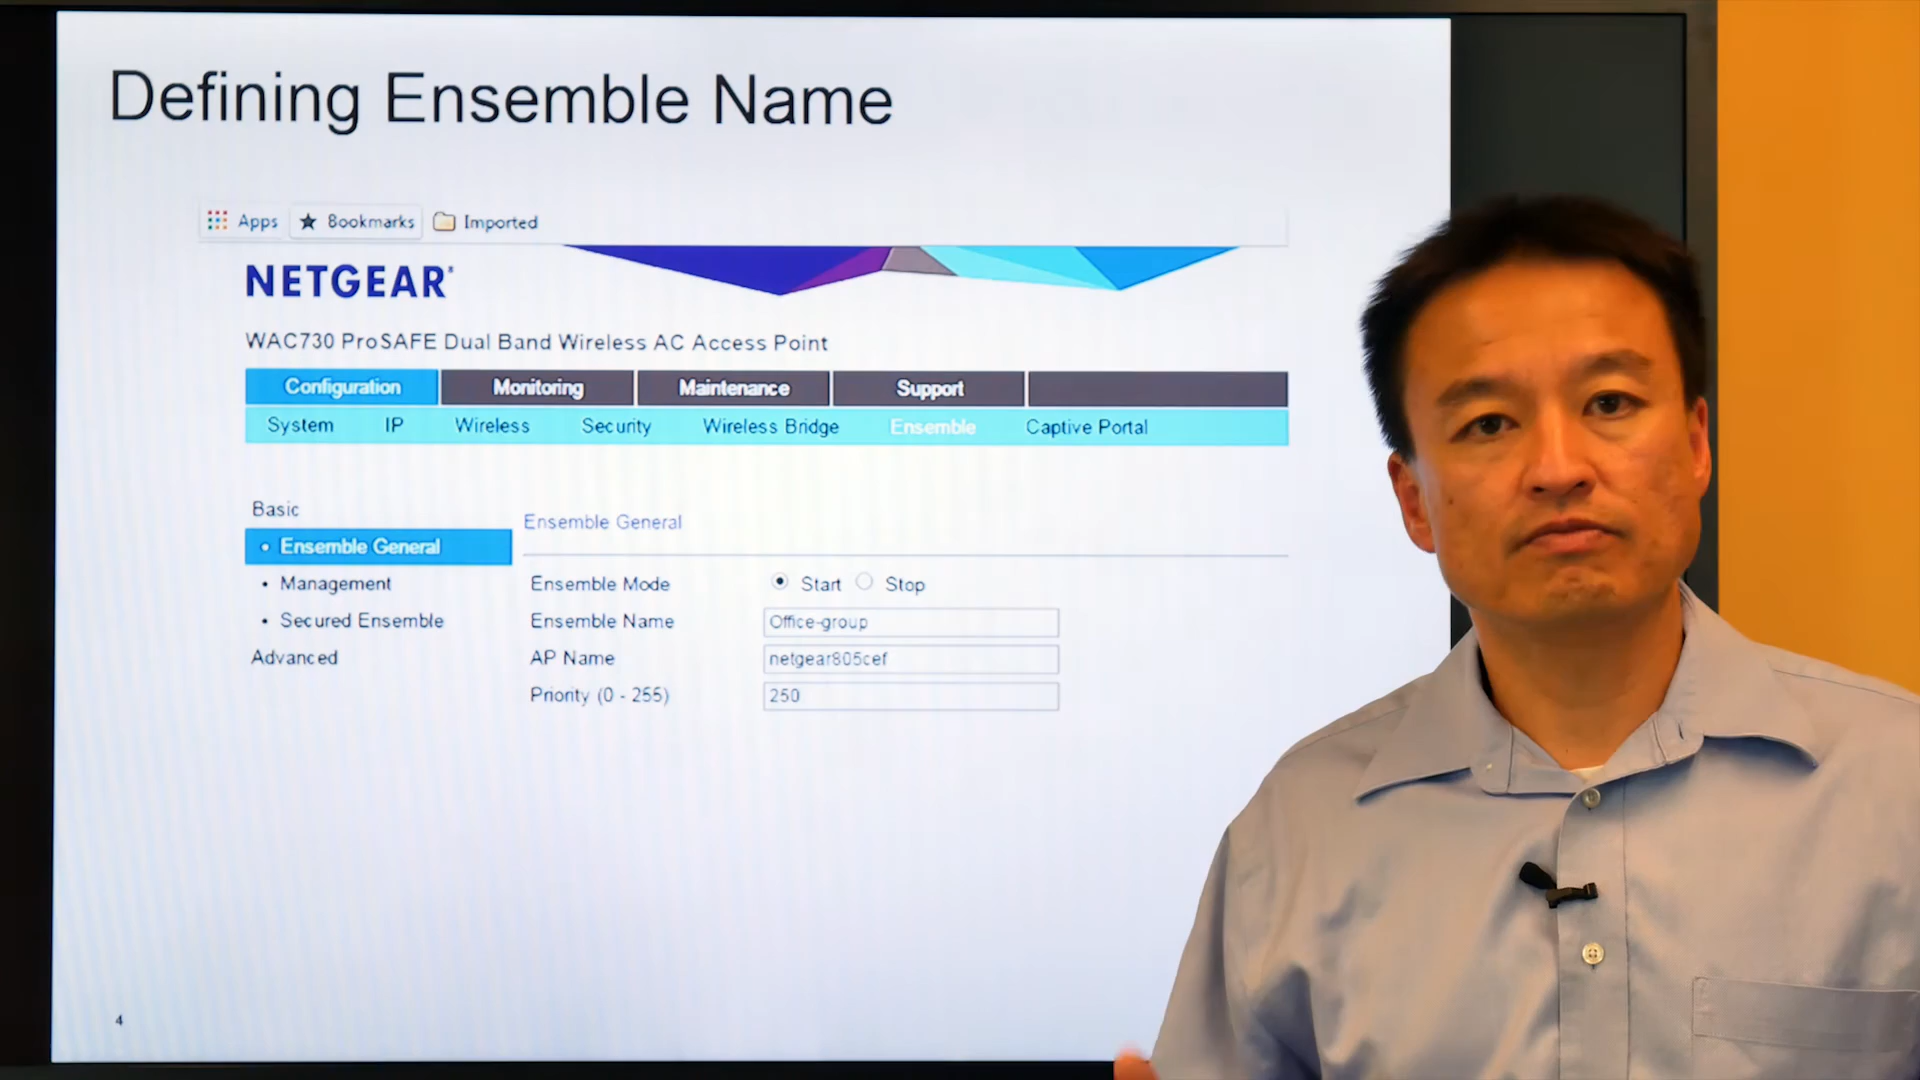 Defining Ensemble Name
Apps Bookmarks Imported
NETGEAR®
WAC730 ProSAFE Dual Band Wireless AC Access Point
Configuration Monitoring Maintenance Support
System IP Wireless Security Wireless Bridge Ensemble Captive Portal
Basic
Ensemble General
• Ensemble General
• Management
• Secured Ensemble
Advanced
Ensemble Mode Start Stop
Ensemble Name Office-group
AP Name netgear805cef
Priority (0 - 255) 250
4